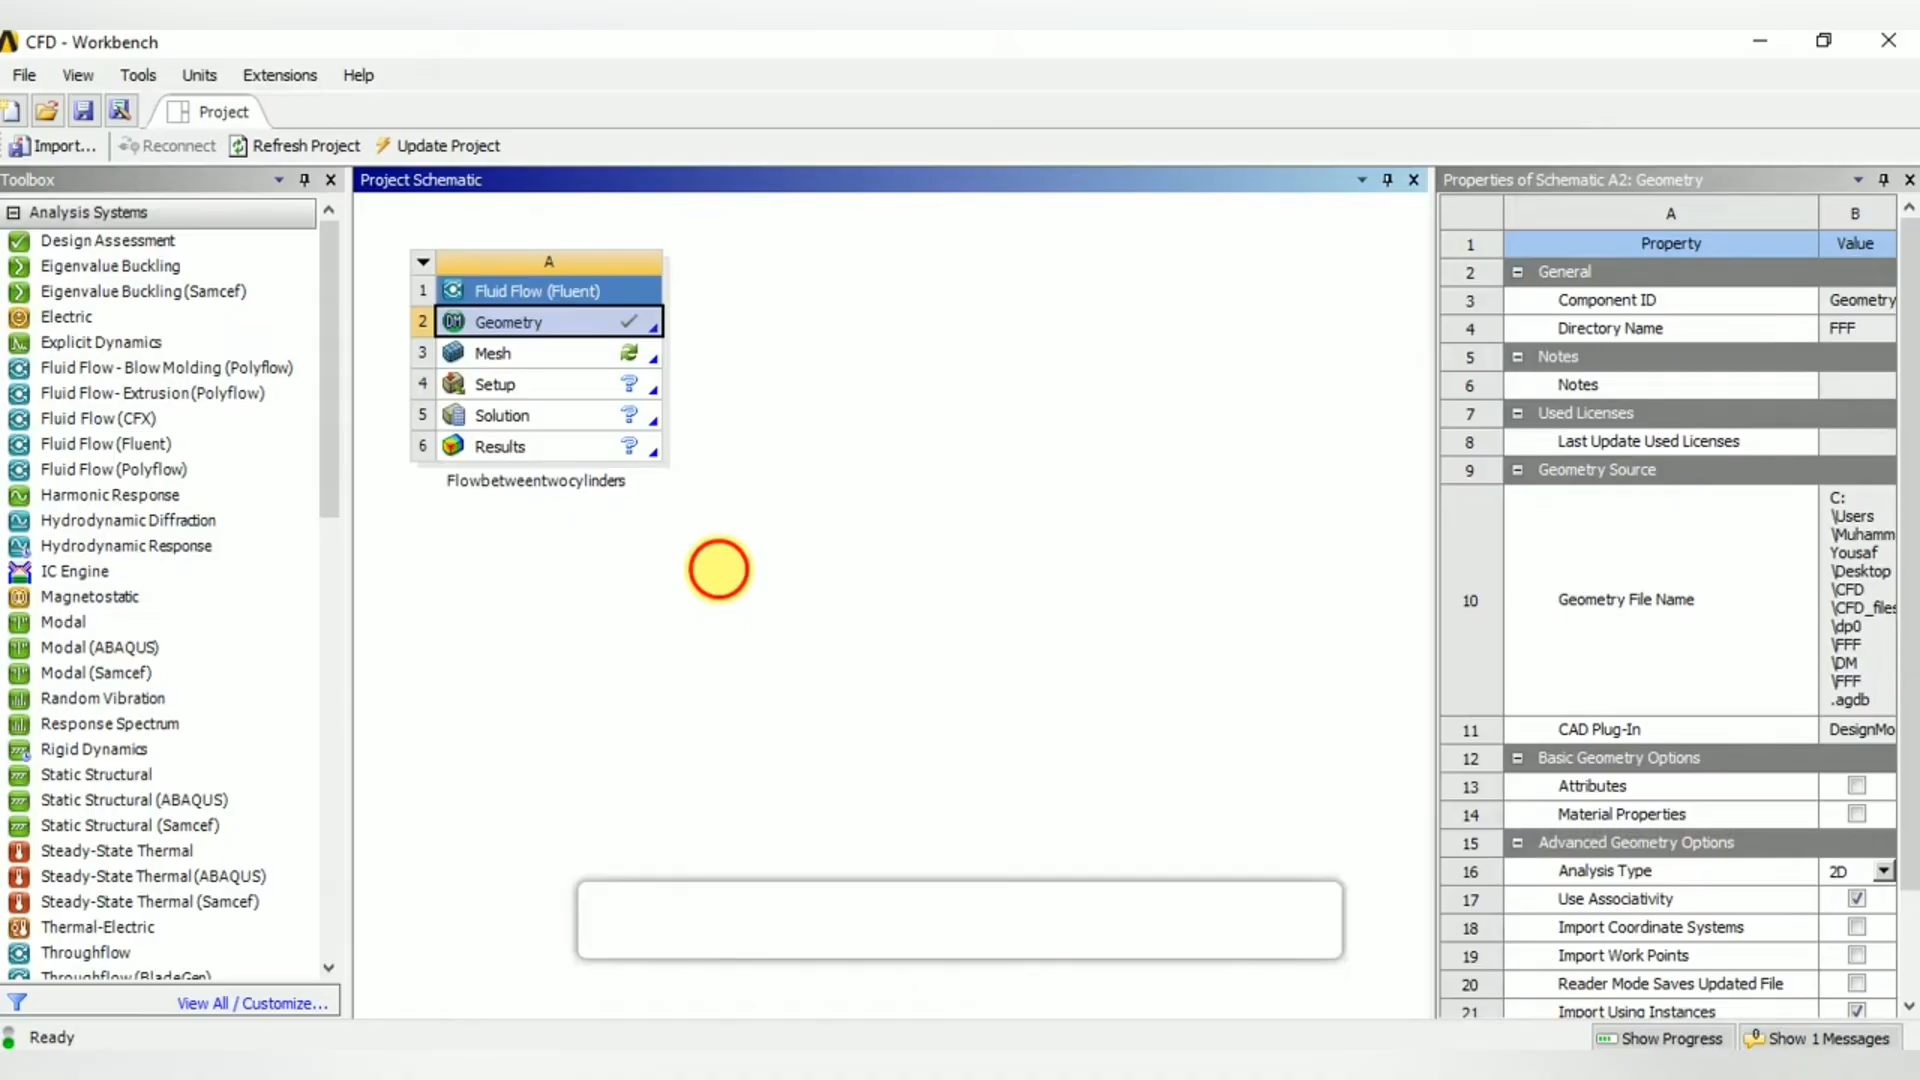 CFD - Workbench
File View Tools Units Extensions Help
Project
Import... Reconnect Refresh Project Update Project
Toolbox
Analysis Systems
Design Assessment
Eigenvalue Buckling
Eigenvalue Buckling (Samcef)
Electric
Explicit Dynamics
Fluid Flow - Blow Molding (Polyflow)
Fluid Flow - Extrusion (Polyflow)
Fluid Flow (CFX)
Fluid Flow (Fluent)
Fluid Flow (Polyflow)
Harmonic Response
Hydrodynamic Diffraction
Hydrodynamic Response
IC Engine
Magnetostatic
Modal
Modal (ABAQUS)
Modal (Samcef)
Random Vibration
Response Spectrum
Rigid Dynamics
Static Structural
Static Structural (ABAQUS)
Static Structural (Samcef)
Steady-State Thermal
Steady-State Thermal (ABAQUS)
Steady-State Thermal (Samcef)
Thermal-Electric
Throughflow
Throughflow (BladeGen)
View All / Customize...
Project Schematic
A
1 Fluid Flow (Fluent)
2 Geometry
3 Mesh
4 Setup
5 Solution
6 Results
Flowbetweentwocylinders
Properties of Schematic A2: Geometry
A B
1 Property Value
2 General
3 Component ID Geometry
4 Directory Name FFF
5 Notes
6 Notes
7 Used Licenses
8 Last Update Used Licenses
9 Geometry Source
10 Geometry File Name
C:
\Users
\Muhamm
Yousaf
\Desktop
\CFD
\CFD_files
\dp0
\FFF
\DM
\FFF
.agdb
11 CAD Plug-In DesignMo
12 Basic Geometry Options
13 Attributes
14 Material Properties
15 Advanced Geometry Options
16 Analysis Type 2D
17 Use Associativity
18 Import Coordinate Systems
19 Import Work Points
20 Reader Mode Saves Updated File
21 Import Using Instances
Ready
Show Progress
0 Show 1 Messages